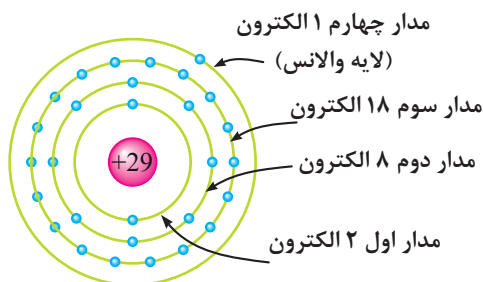 مدار چهارم ۱ الکترون
(لایه والانس)
مدار سوم ۱۸ الکترون
مدار دوم ۸ الکترون
+29
مدار اول ۲ الکترون